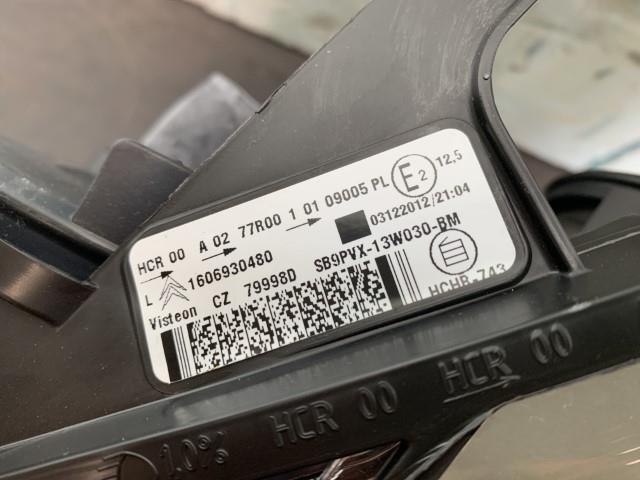 HCR 00 A 02 77R00 1 01 09005 PL E2 12,5
03122012/21:04
L 1606930480 SB9PVX-13W030-BM
Visteon CZ 79998D HCHR-743
1.0% HCR 00 HCR 00